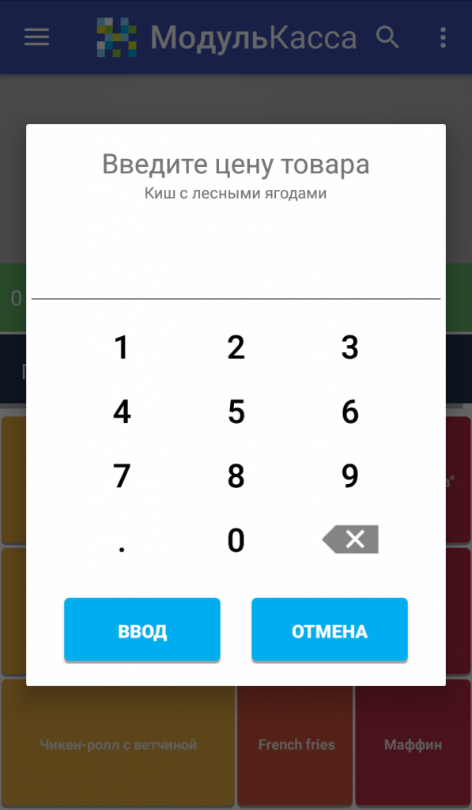 МодульКасса
Введите цену товара
Киш с лесными ягодами
0
1 2 3
4 5 6
7 8 9
. 0
ВВОД ОТМЕНА
Чикен-ролл с ветчиной French fries Маффин